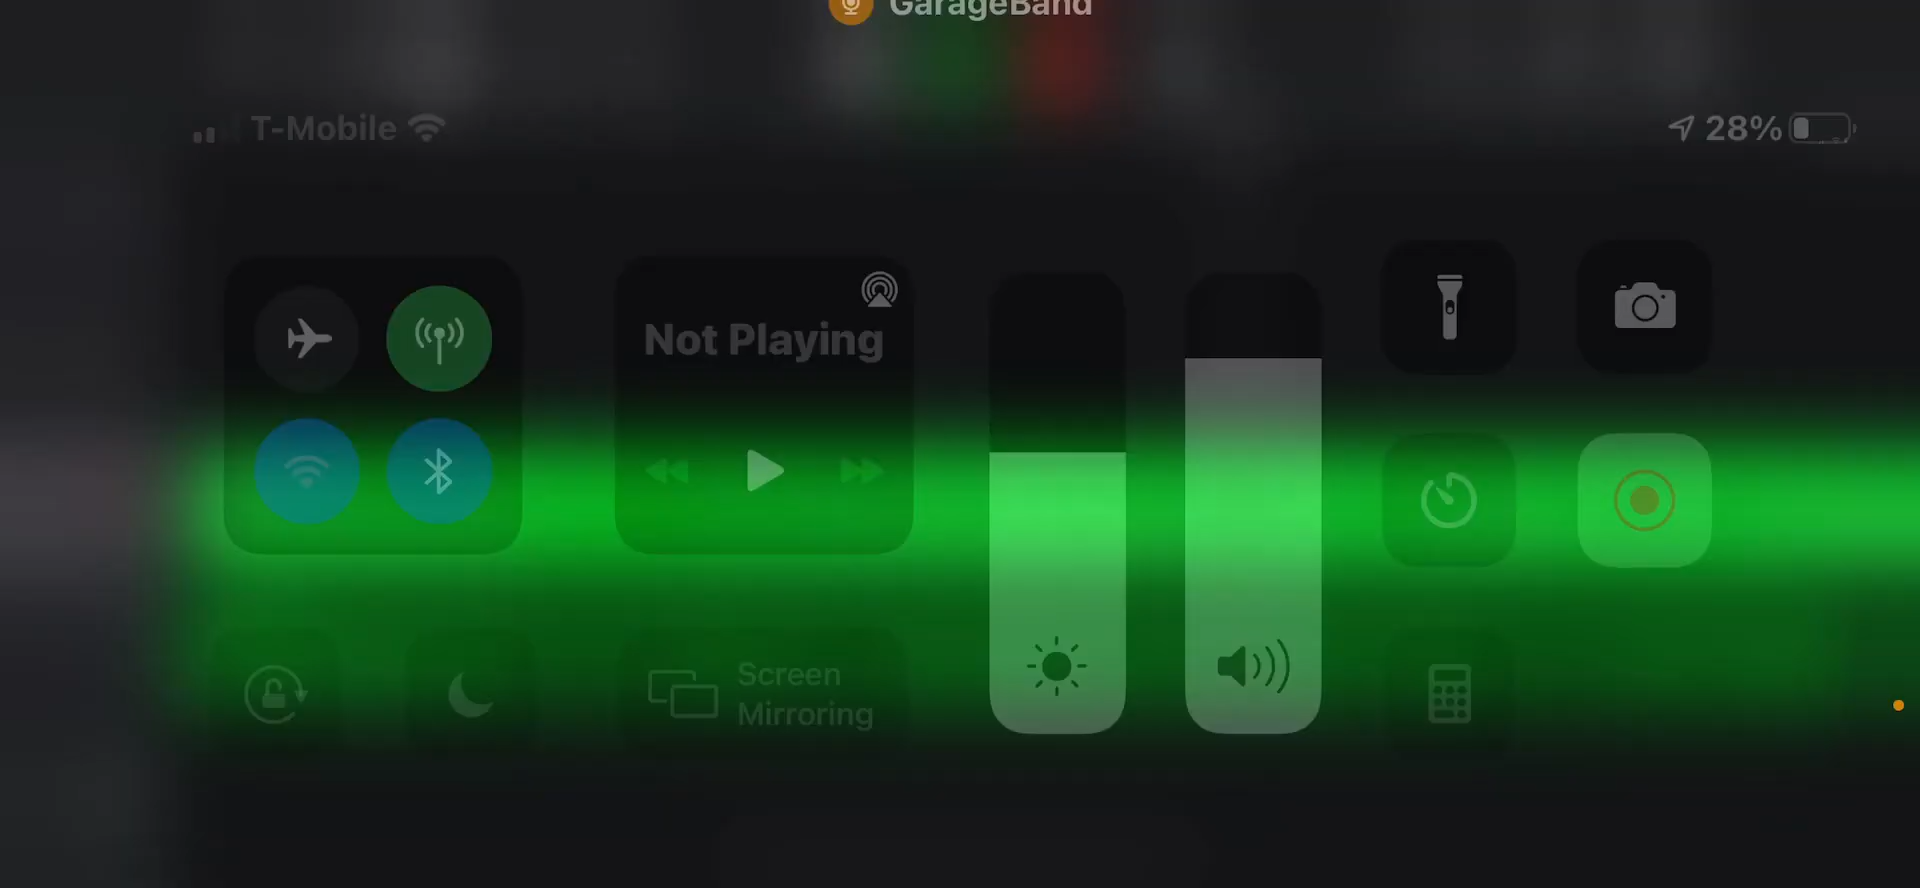 GarageBand
T-Mobile
28%
Not Playing
Screen
Mirroring